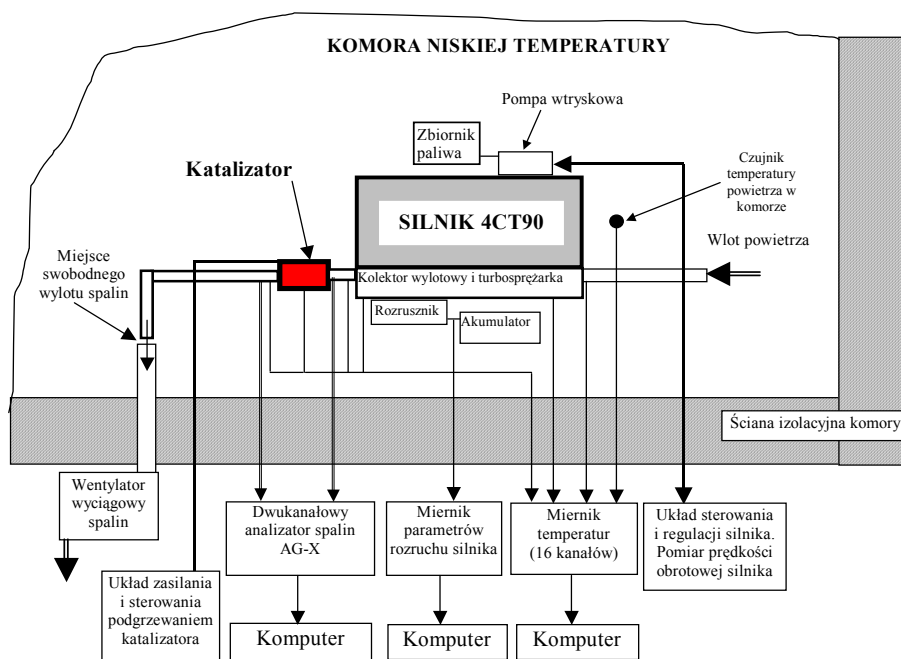 KOMORA NISKIEJ TEMPERATURY
Pompa wtryskowa
Zbiornik
paliwa
Katalizator
Czujnik
temperatury
powietrza w
komorze
SILNIK 4CT90
Wlot powietrza
Miejsce
swobodnego
wylotu spalin
Kolektor wylotowy i turbosprężarka
Rozrusznik
Akumulator
Ściana izolacyjna komory
Wentylator
wyciągowy
spalin
Dwukanałowy
analizator spalin
AG-X
Miernik
parametrów
rozruchu silnika
Miernik
temperatur
(16 kanałów)
Układ sterowania
i regulacji silnika.
Pomiar prędkości
obrotowej silnika
Układ zasilania
i sterowania
podgrzewaniem
katalizatora
Komputer
Komputer
Komputer